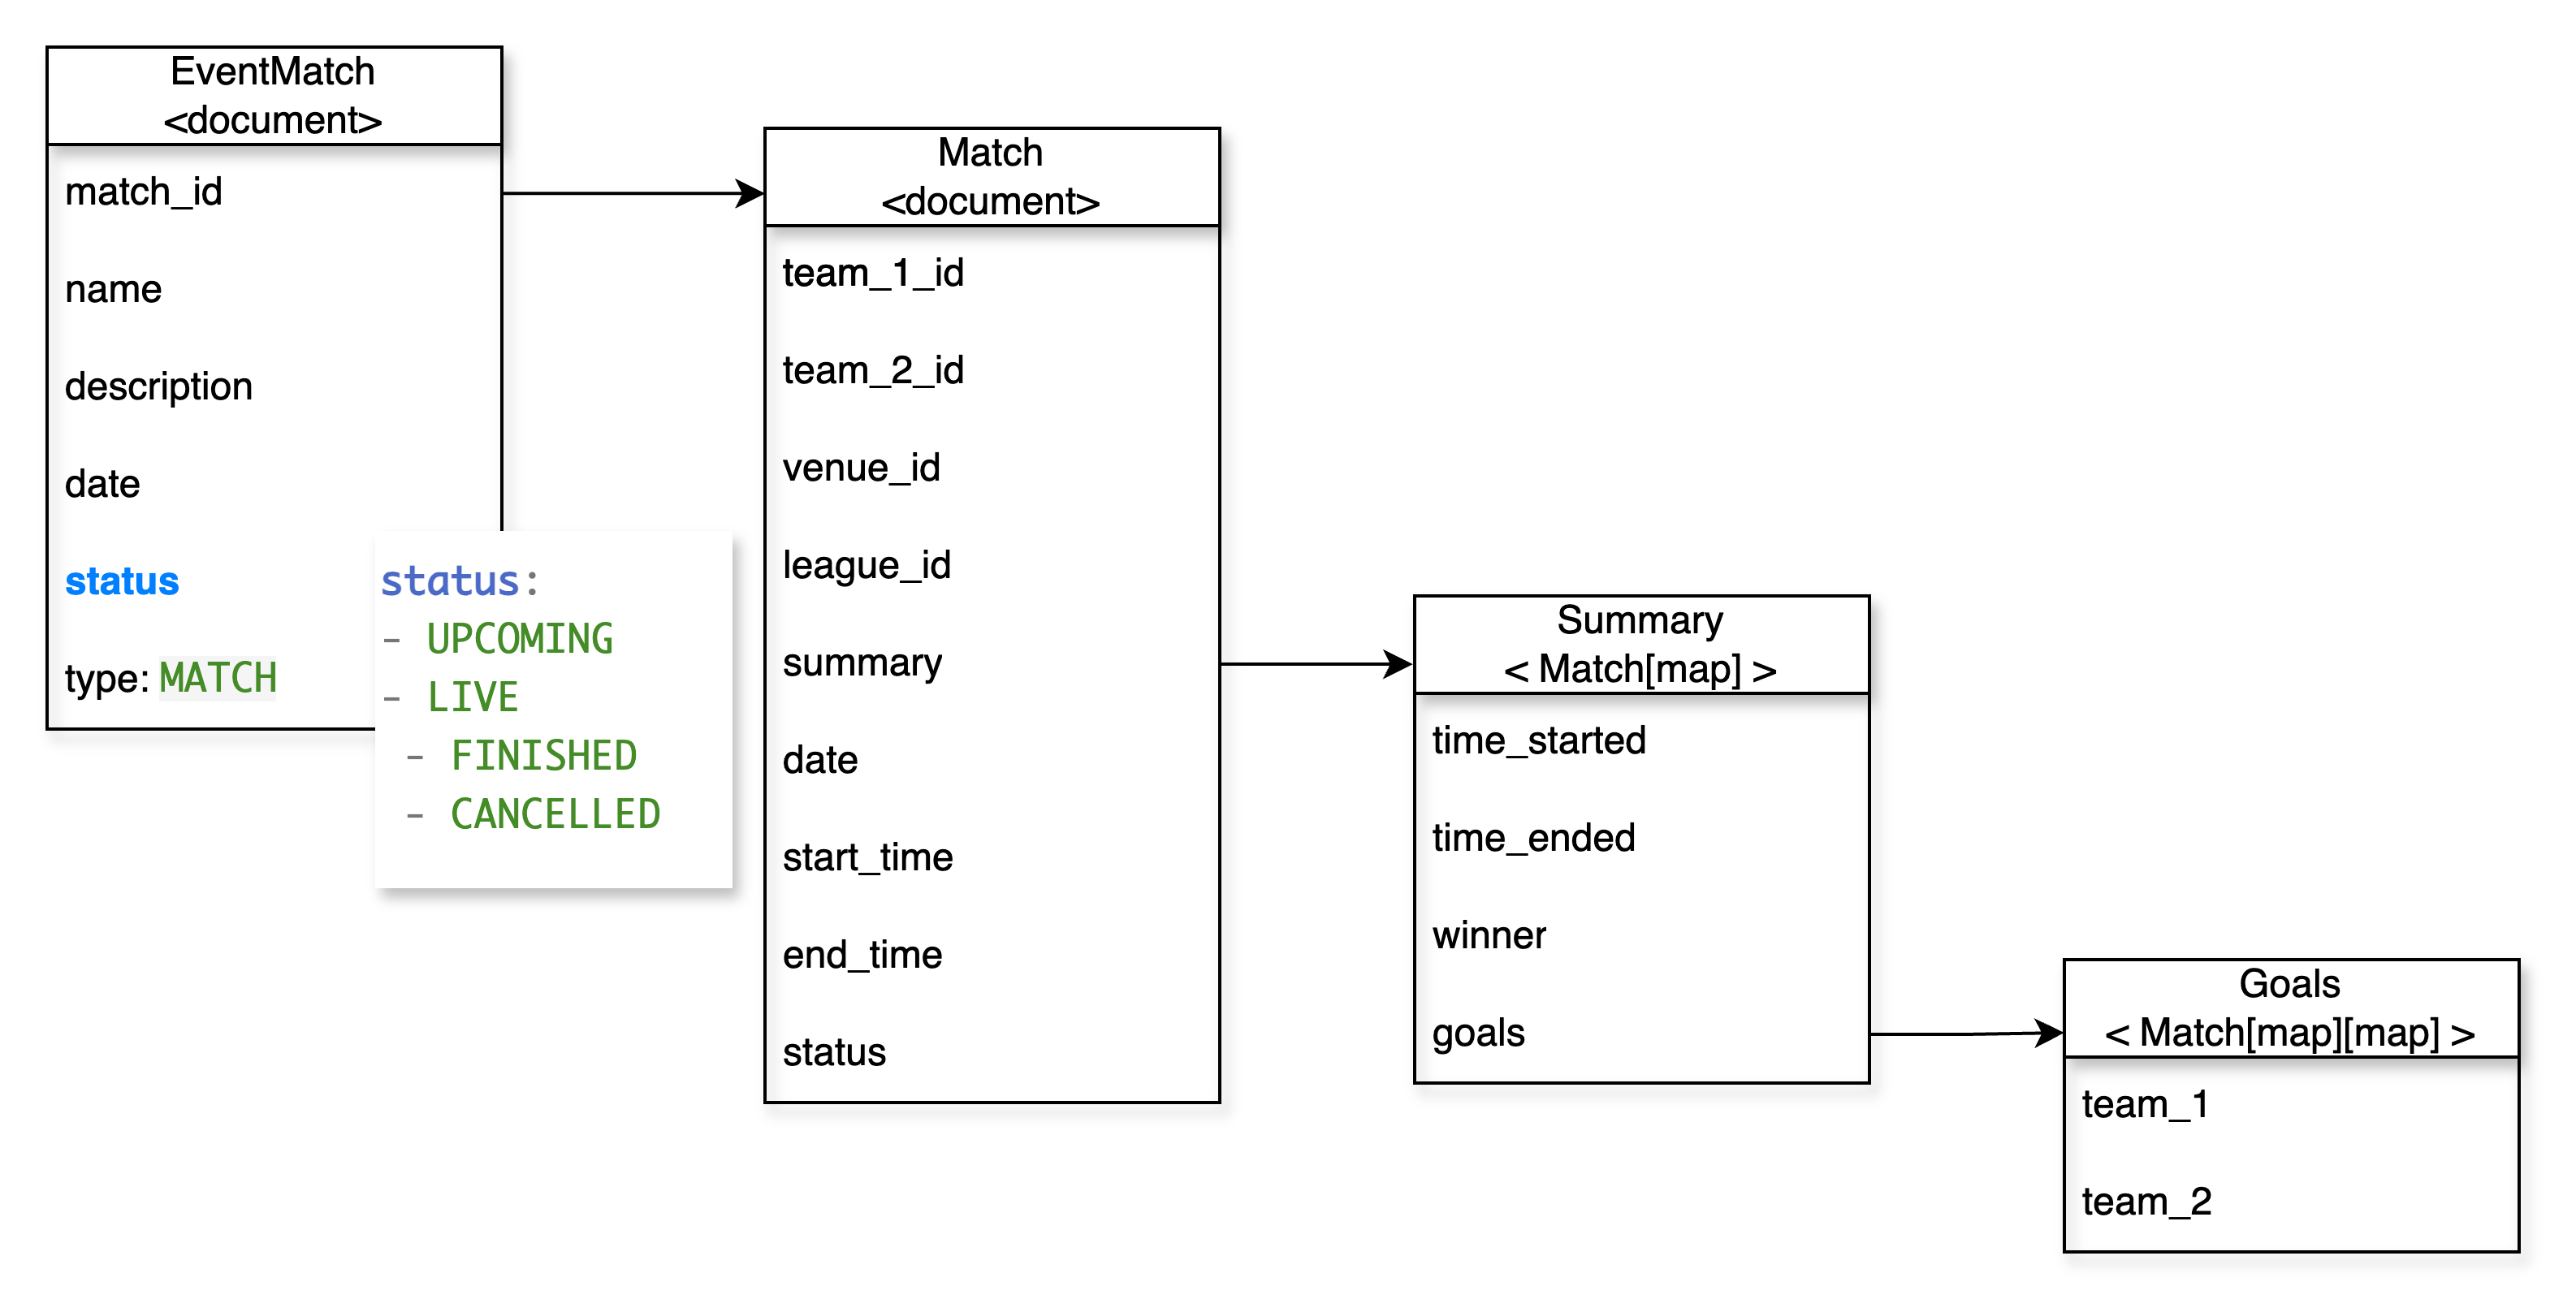 EventMatch
<document>
match_id
name
description
date
status
type: MATCH
status:
- UPCOMING
- LIVE
- FINISHED
- CANCELLED
Match
<document>
team_1_id
team_2_id
venue_id
league_id
summary
date
start_time
end_time
status
Summary
< Match[map] >
time_started
time_ended
winner
goals
Goals
< Match[map][map] >
team_1
team_2